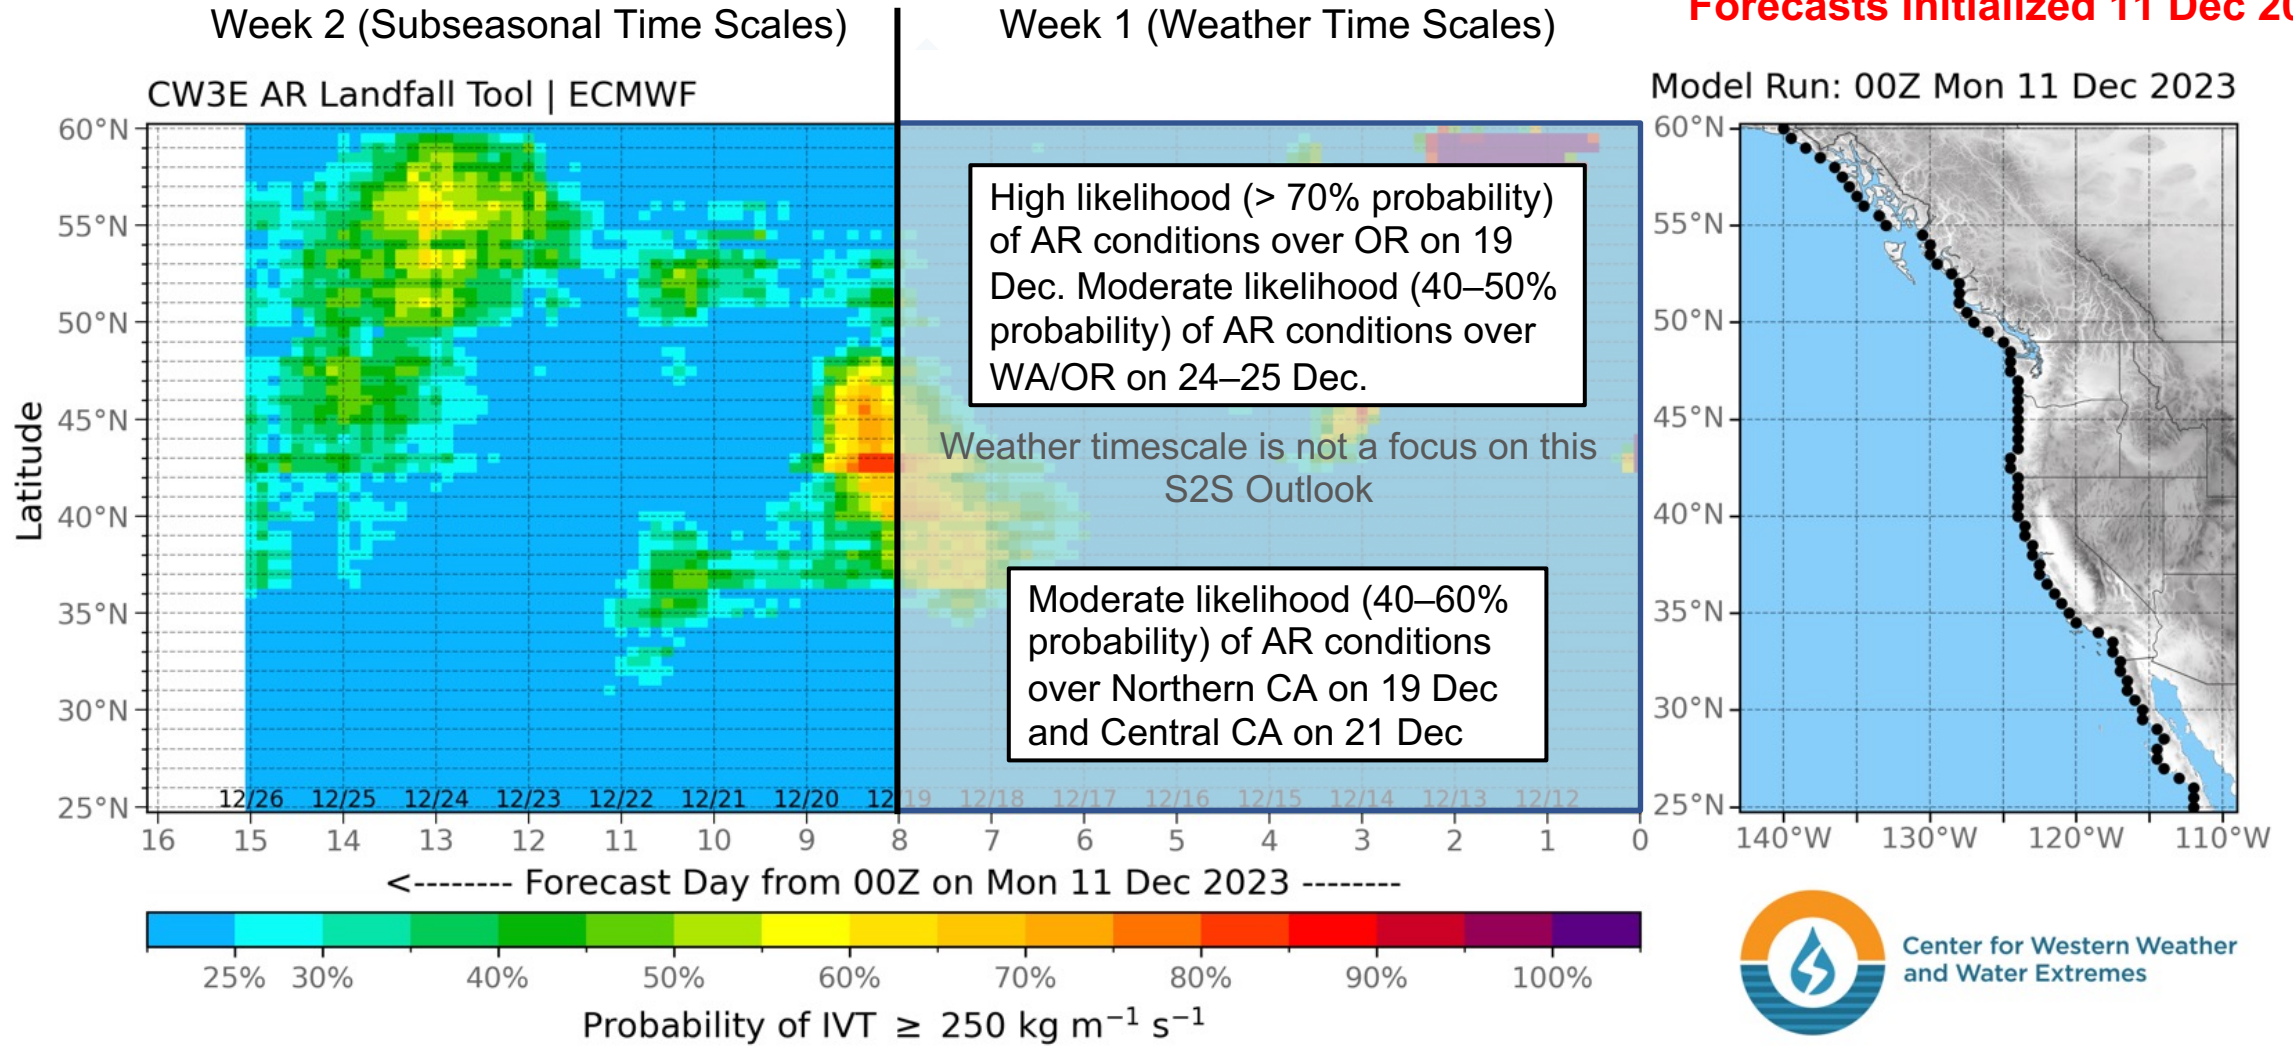 Week 2 (Subseasonal Time Scales)
Week 1 (Weather Time Scales)
Forecasts Initialized 11 Dec 20
CW3E AR Landfall Tool | ECMWF
Model Run: 00Z Mon 11 Dec 2023
Latitude
60°N
55°N
50°N
45°N
40°N
35°N
30°N
25°N
High likelihood (> 70% probability)
of AR conditions over OR on 19
Dec. Moderate likelihood (40–50%
probability) of AR conditions over
WA/OR on 24–25 Dec.
Weather timescale is not a focus on this
S2S Outlook
Moderate likelihood (40–60%
probability) of AR conditions
over Northern CA on 19 Dec
and Central CA on 21 Dec
12/26 12/25 12/24 12/23 12/22 12/21 12/20 12/19 12/18 12/17 12/16 12/15 12/14 12/13 12/12
16 15 14 13 12 11 10 9 8 7 6 5 4 3 2 1 0
<-------- Forecast Day from 00Z on Mon 11 Dec 2023 --------
25% 30% 40% 50% 60% 70% 80% 90% 100%
Probability of IVT ≥ 250 kg m⁻¹ s⁻¹
60°N
55°N
50°N
45°N
40°N
35°N
30°N
25°N
140°W 130°W 120°W 110°W
Center for Western Weather
and Water Extremes